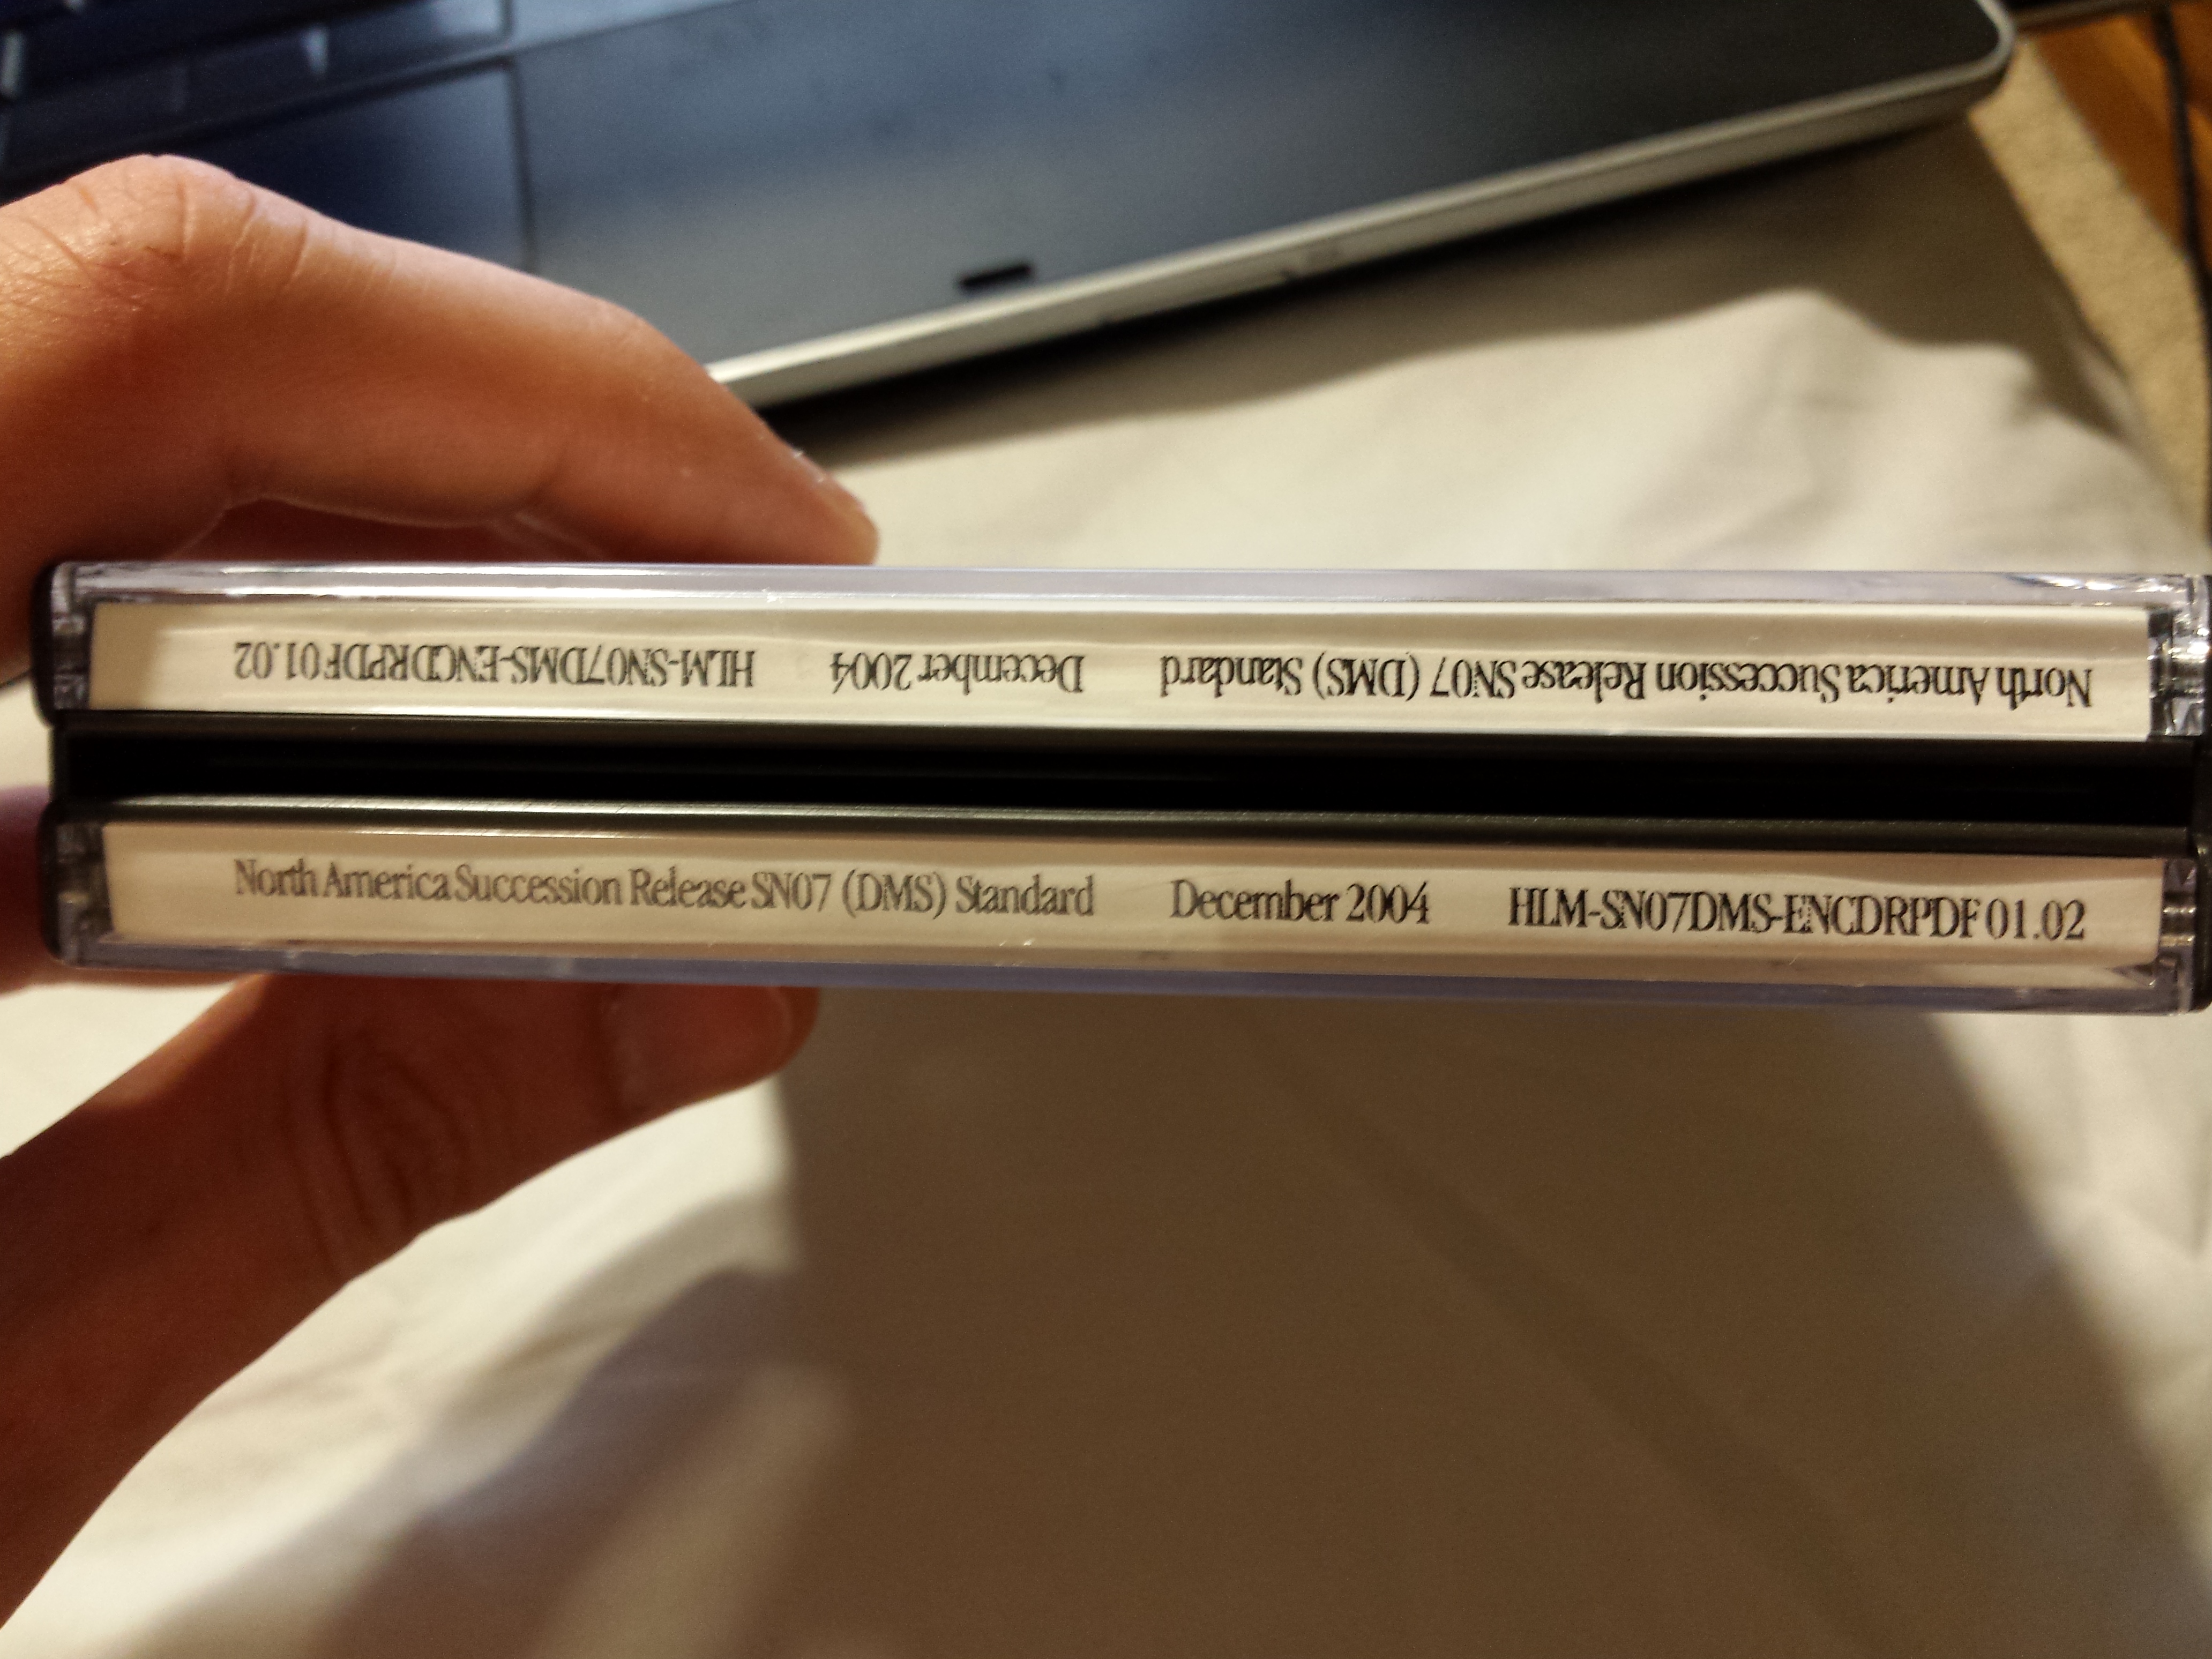 North America Succession Release SN07 (DMS) Standard December 2004 HLM-SN07DMS-ENCDRPDF 01.02
North America Succession Release SN07 (DMS) Standard December 2004 HLM-SN07DMS-ENCDRPDF 01.02